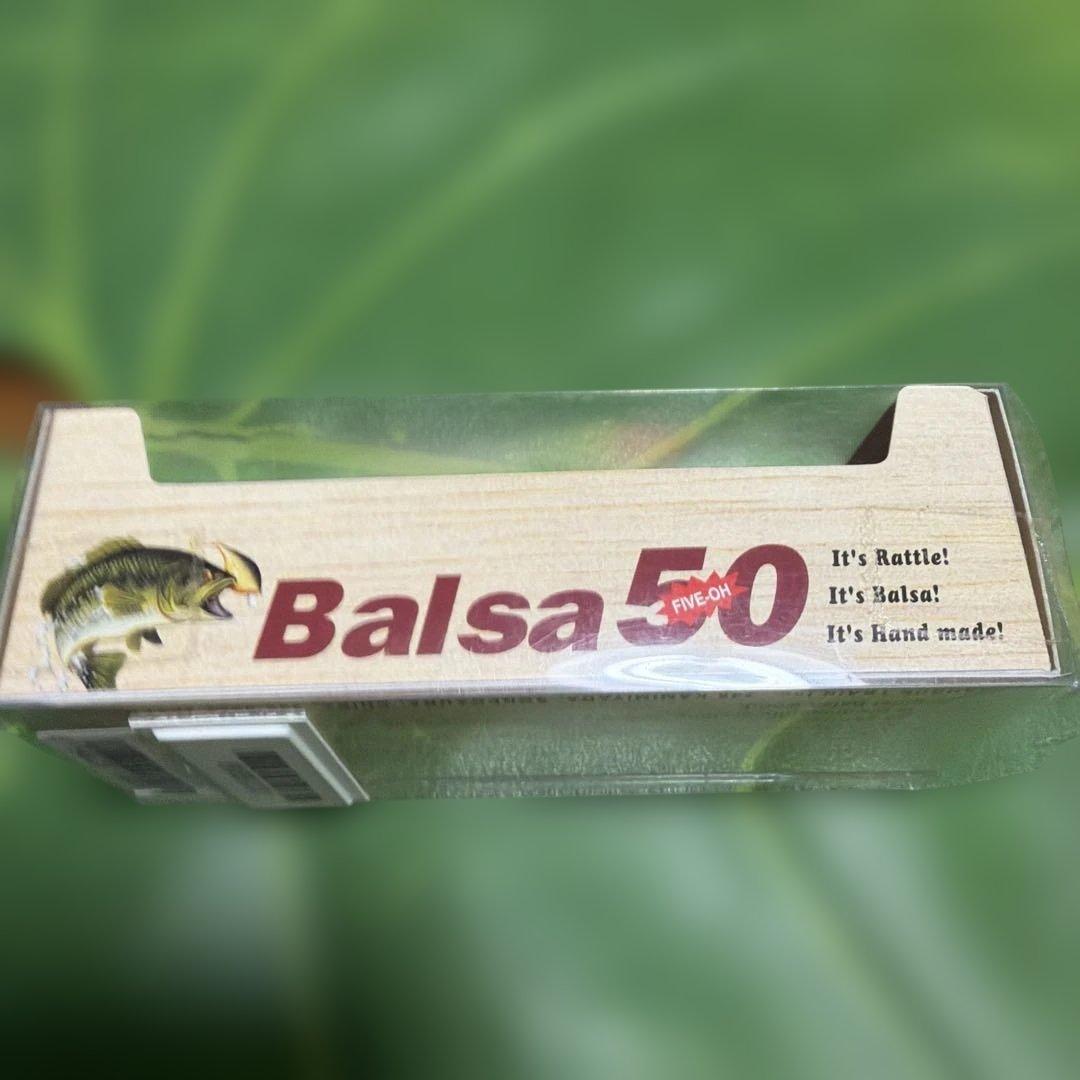 Balsa 50
FIVE-OH
It's Rattle!
It's Balsa!
It's Hand made!